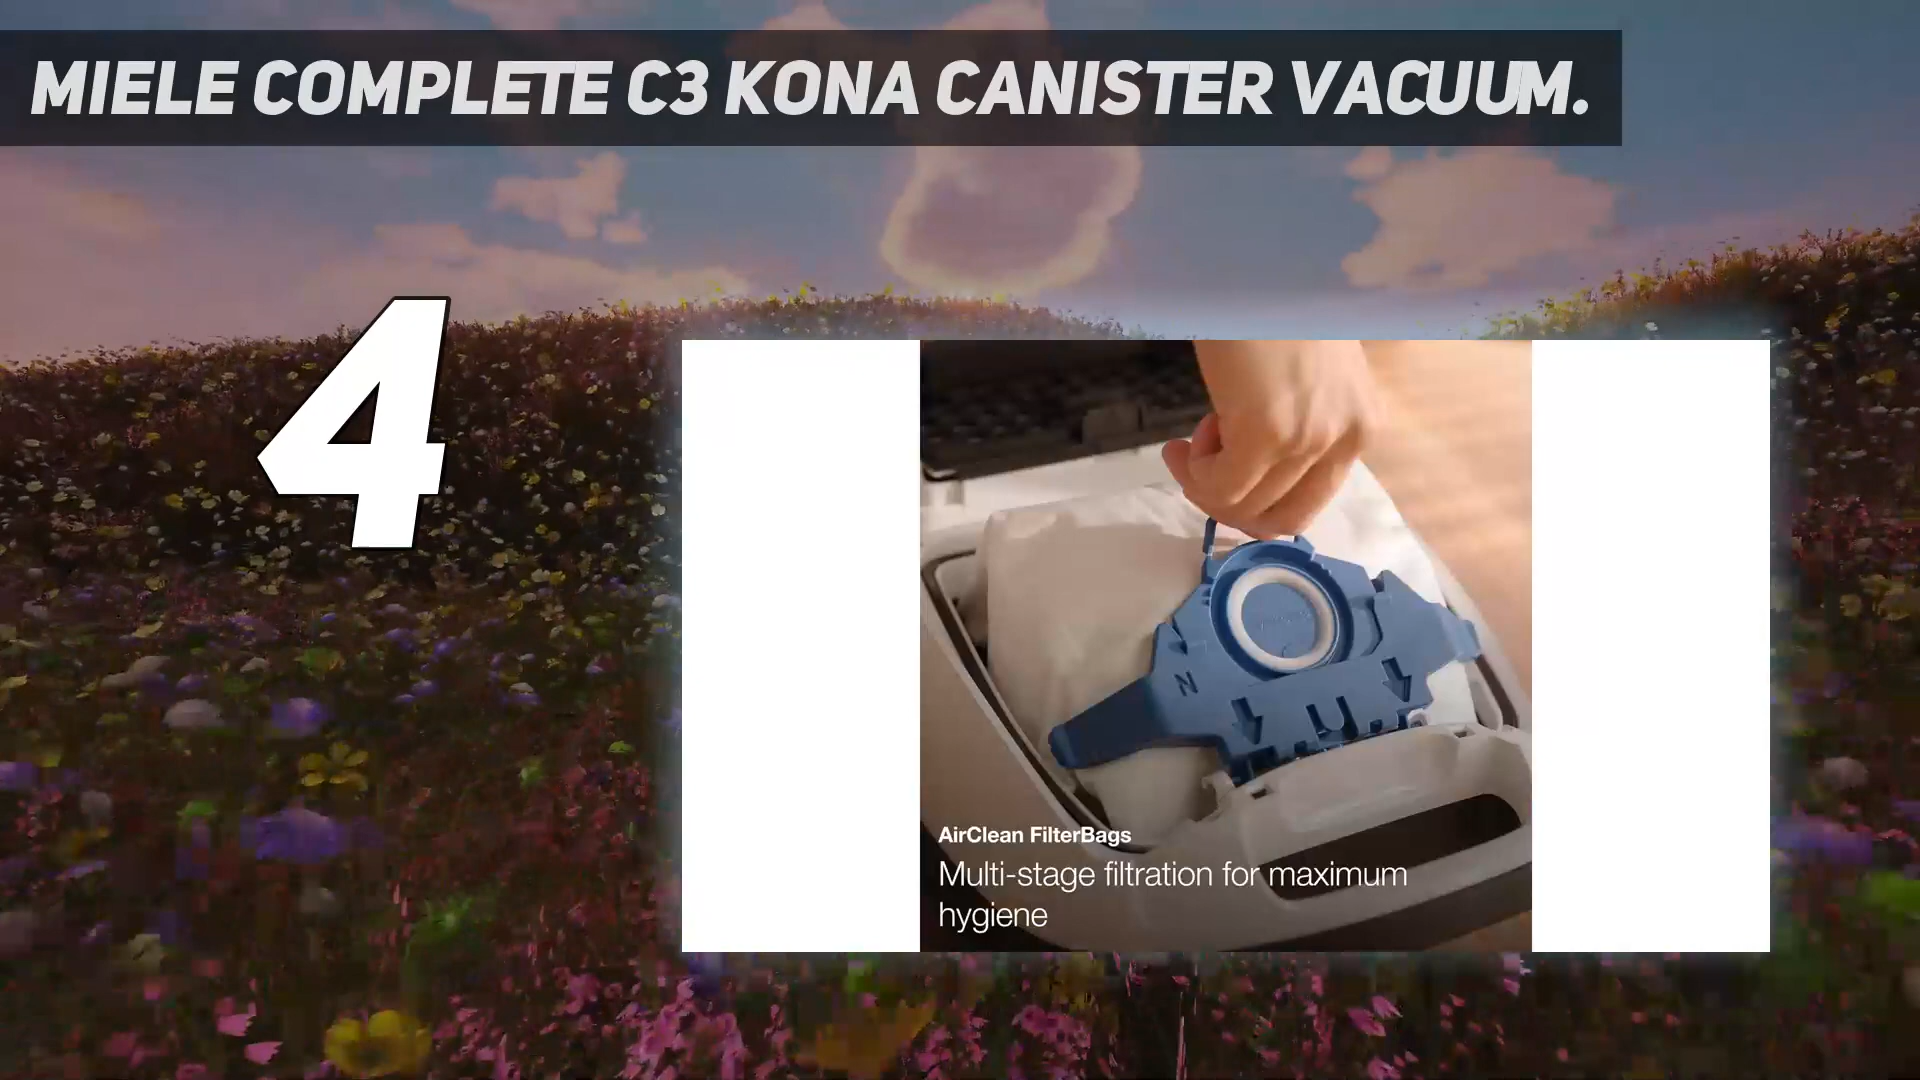 MIELE COMPLETE C3 KONA CANISTER VACUUM.
4
N
AirClean FilterBags
Multi-stage filtration for maximum
hygiene